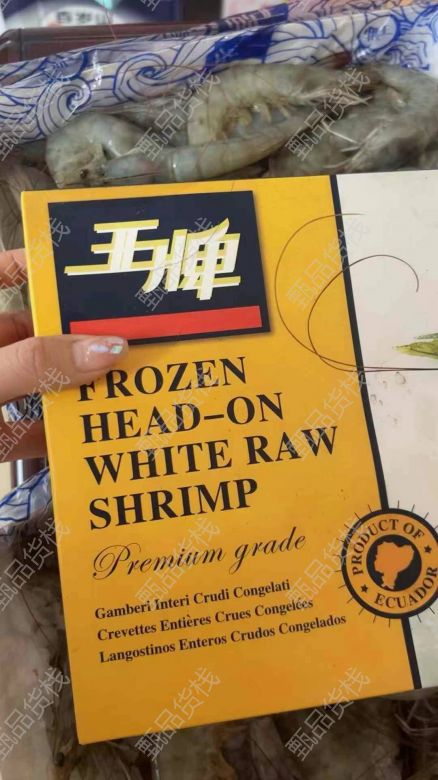 王牌
FROZEN
HEAD-ON
WHITE RAW
SHRIMP
Premium grade
Gamberi Interi Crudi Congelati
Crevettes Entières Crues Congelées
Langostinos Enteros Crudos Congelados
PRODUCT OF
ECUADOR
甄品货栈